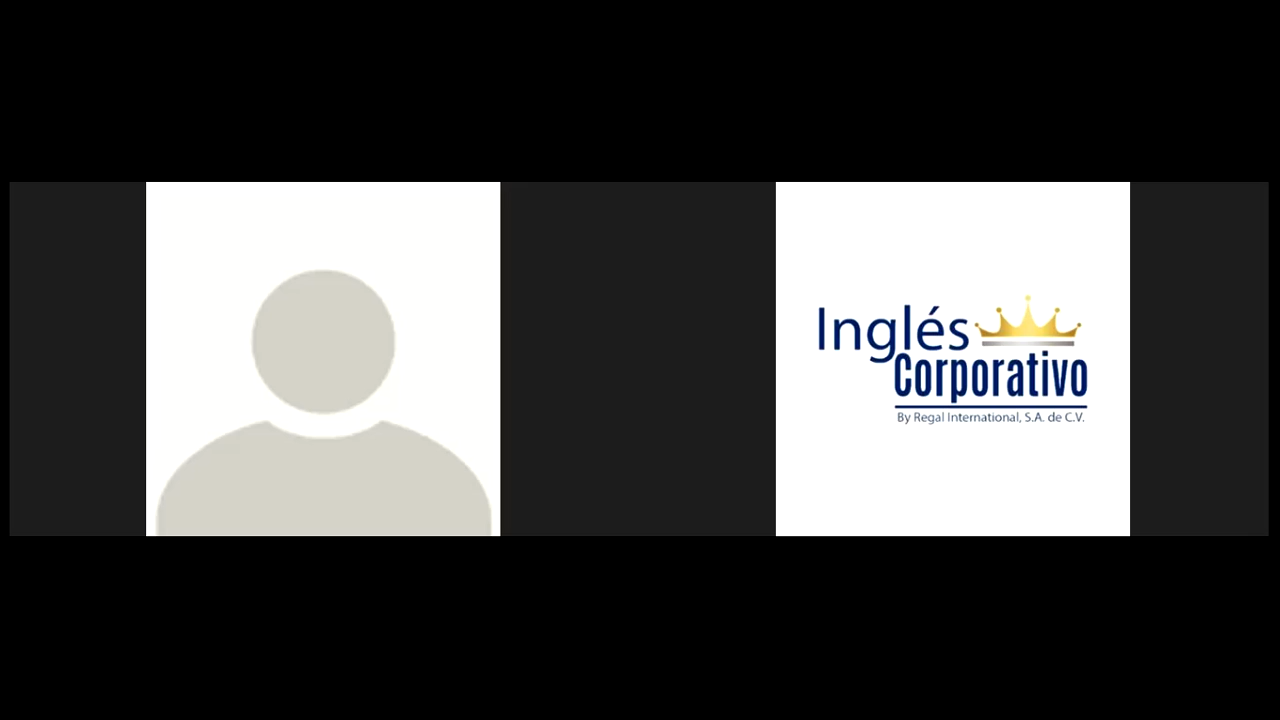 Inglés
Corporativo
By Regal International, S.A. de C.V.